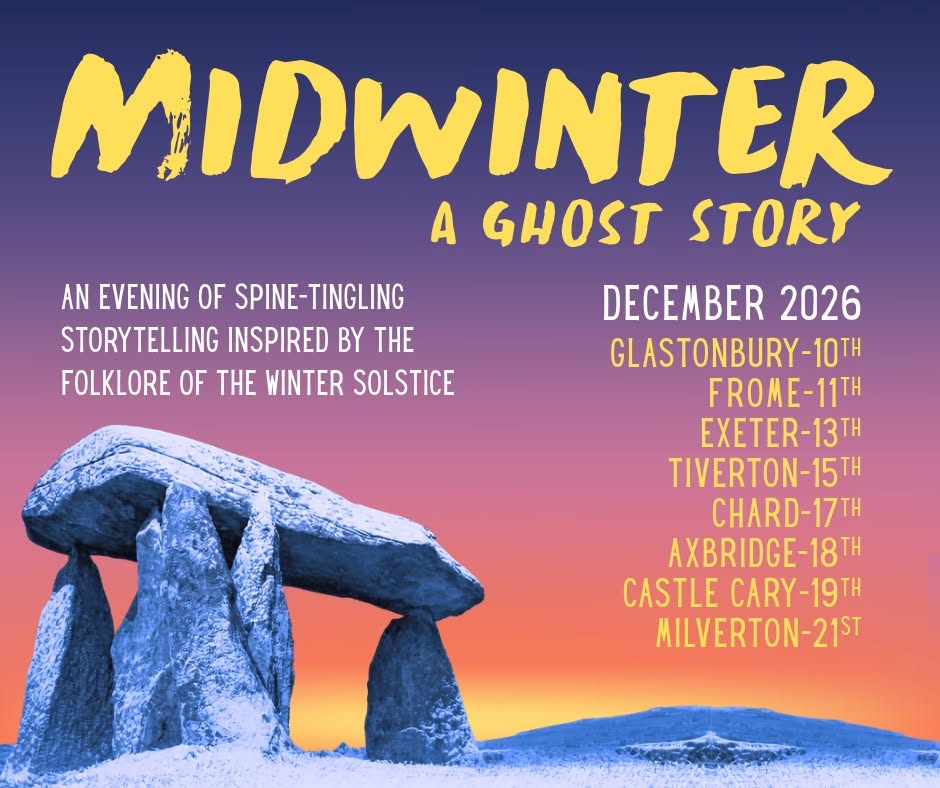 MIDWINTER
A GHOST STORY
AN EVENING OF SPINE-TINGLING
STORYTELLING INSPIRED BY THE
FOLKLORE OF THE WINTER SOLSTICE
DECEMBER 2026
GLASTONBURY-10TH
FROME-11TH
EXETER-13TH
TIVERTON-15TH
CHARD-17TH
AXBRIDGE-18TH
CASTLE CARY-19TH
MILVERTON-21ST